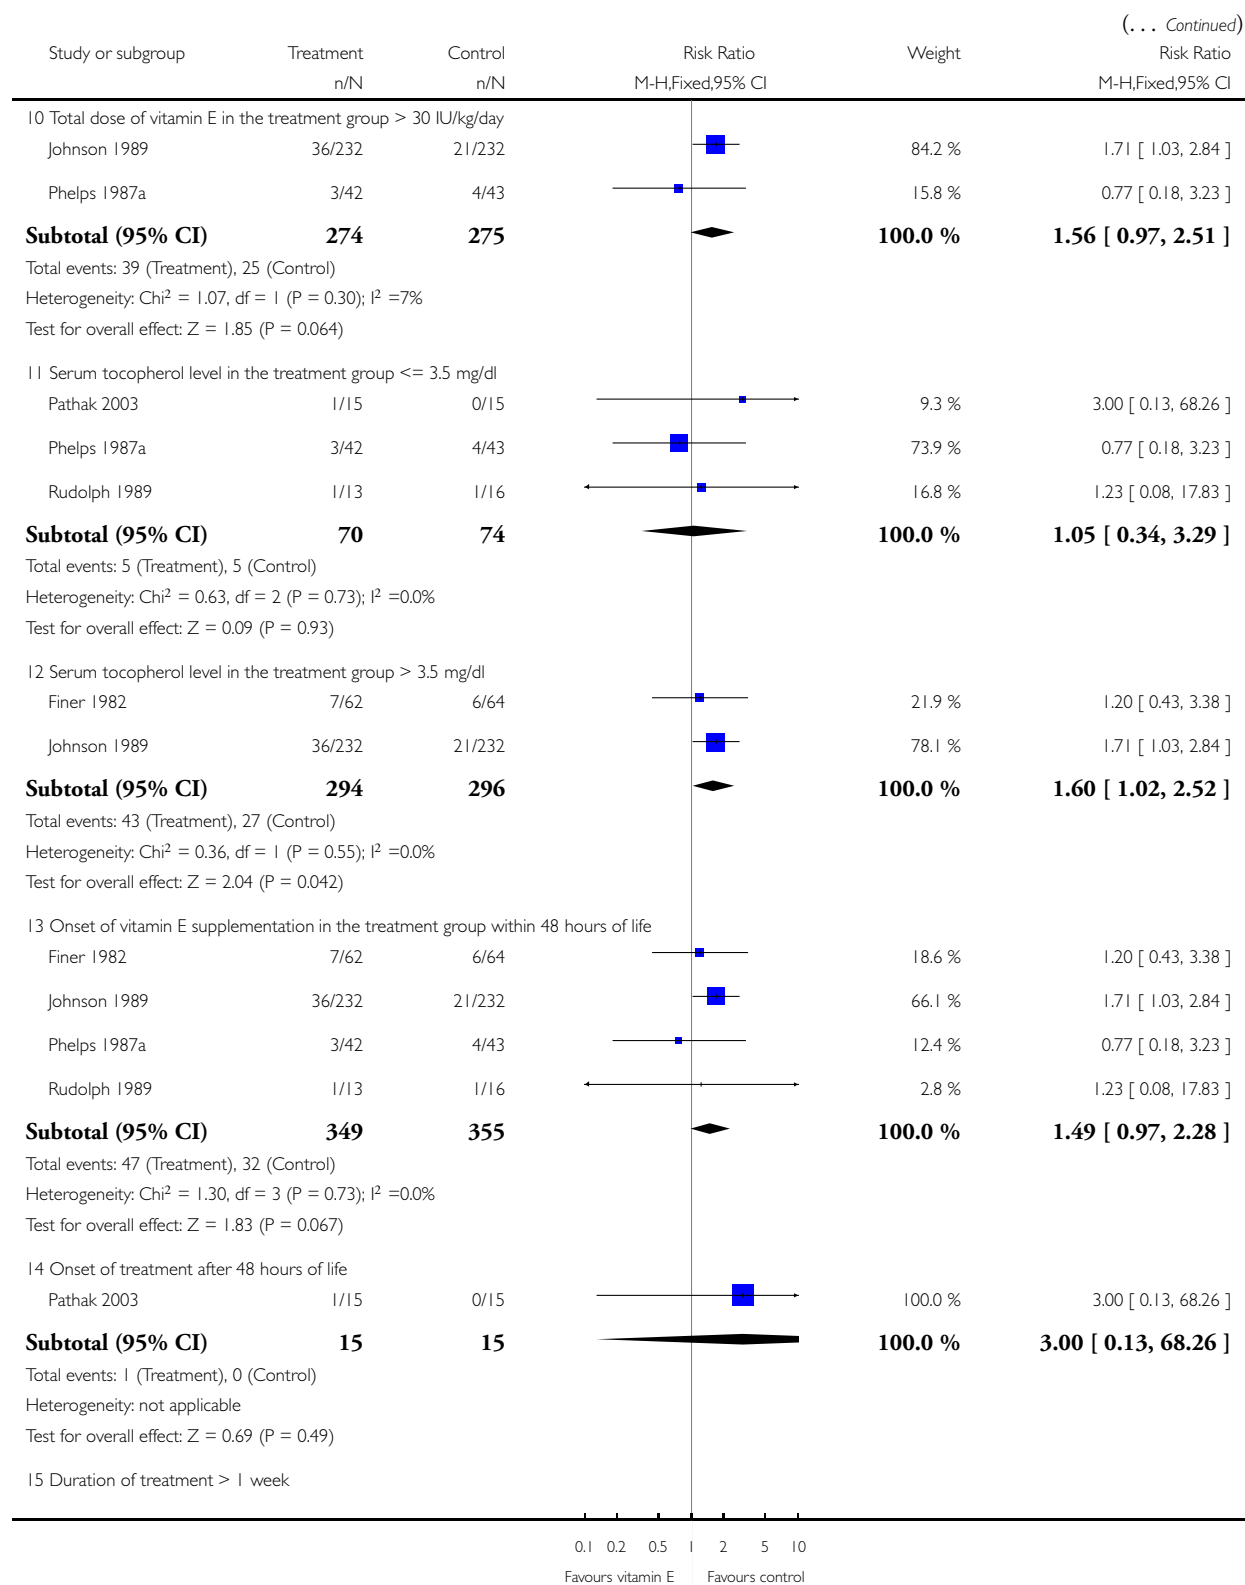 (... Continued)
Study or subgroup Treatment Control Risk Ratio Weight Risk Ratio
n/N n/N M-H,Fixed,95% CI M-H,Fixed,95% CI
10 Total dose of vitamin E in the treatment group > 30 IU/kg/day
Johnson 1989 36/232 21/232 84.2 % 1.71 [ 1.03, 2.84 ]
Phelps 1987a 3/42 4/43 15.8 % 0.77 [ 0.18, 3.23 ]
Subtotal (95% CI) 274 275 100.0 % 1.56 [ 0.97, 2.51 ]
Total events: 39 (Treatment), 25 (Control)
Heterogeneity: Chi² = 1.07, df = 1 (P = 0.30); I² =7%
Test for overall effect: Z = 1.85 (P = 0.064)
11 Serum tocopherol level in the treatment group <= 3.5 mg/dl
Pathak 2003 1/15 0/15 9.3 % 3.00 [ 0.13, 68.26 ]
Phelps 1987a 3/42 4/43 73.9 % 0.77 [ 0.18, 3.23 ]
Rudolph 1989 1/13 1/16 16.8 % 1.23 [ 0.08, 17.83 ]
Subtotal (95% CI) 70 74 100.0 % 1.05 [ 0.34, 3.29 ]
Total events: 5 (Treatment), 5 (Control)
Heterogeneity: Chi² = 0.63, df = 2 (P = 0.73); I² =0.0%
Test for overall effect: Z = 0.09 (P = 0.93)
12 Serum tocopherol level in the treatment group > 3.5 mg/dl
Finer 1982 7/62 6/64 21.9 % 1.20 [ 0.43, 3.38 ]
Johnson 1989 36/232 21/232 78.1 % 1.71 [ 1.03, 2.84 ]
Subtotal (95% CI) 294 296 100.0 % 1.60 [ 1.02, 2.52 ]
Total events: 43 (Treatment), 27 (Control)
Heterogeneity: Chi² = 0.36, df = 1 (P = 0.55); I² =0.0%
Test for overall effect: Z = 2.04 (P = 0.042)
13 Onset of vitamin E supplementation in the treatment group within 48 hours of life
Finer 1982 7/62 6/64 18.6 % 1.20 [ 0.43, 3.38 ]
Johnson 1989 36/232 21/232 66.1 % 1.71 [ 1.03, 2.84 ]
Phelps 1987a 3/42 4/43 12.4 % 0.77 [ 0.18, 3.23 ]
Rudolph 1989 1/13 1/16 2.8 % 1.23 [ 0.08, 17.83 ]
Subtotal (95% CI) 349 355 100.0 % 1.49 [ 0.97, 2.28 ]
Total events: 47 (Treatment), 32 (Control)
Heterogeneity: Chi² = 1.30, df = 3 (P = 0.73); I² =0.0%
Test for overall effect: Z = 1.83 (P = 0.067)
14 Onset of treatment after 48 hours of life
Pathak 2003 1/15 0/15 100.0 % 3.00 [ 0.13, 68.26 ]
Subtotal (95% CI) 15 15 100.0 % 3.00 [ 0.13, 68.26 ]
Total events: 1 (Treatment), 0 (Control)
Heterogeneity: not applicable
Test for overall effect: Z = 0.69 (P = 0.49)
15 Duration of treatment > 1 week
0.1 0.2 0.5 1 2 5 10
Favours vitamin E Favours control